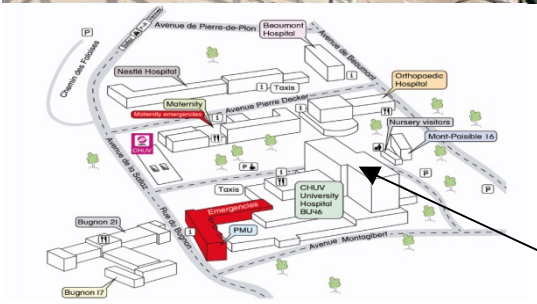 P
Salles P+R Vennes
Avenue de Pierre-de-Plan
Beaumont
Hospital
Avenue de Beaumont
Chemin des Falaises
Nestlé Hospital
i
Taxis
i
Orthopaedic
Hospital
Maternity
Maternity emergencies
Avenue Pierre Decker
i
i
Nursery visitors
Mont-Paisible 16
CHUV
Avenue de la Sallaz
P
i
P
P
Taxis
CHUV
University
Hospital
BU46
Emergencies
Rue du Bugnon
PMU
Bugnon 21
Avenue Montagibert
i
Bugnon 17